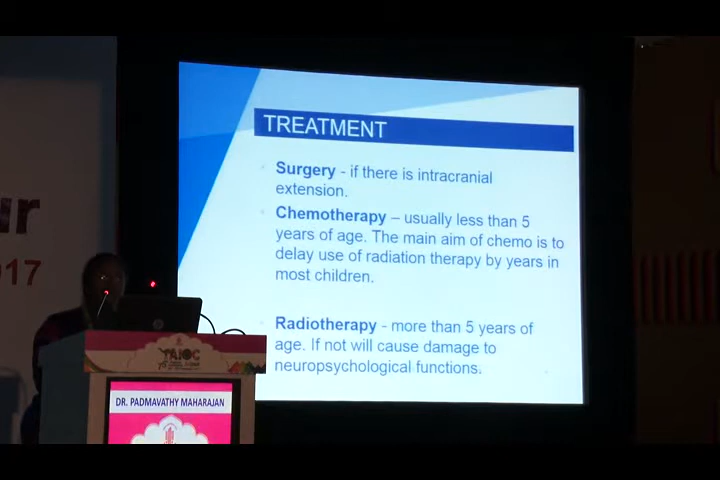 TREATMENT
Surgery - if there is intracranial
extension.
Chemotherapy – usually less than 5
years of age. The main aim of chemo is to
delay use of radiation therapy by years in
most children.
Radiotherapy - more than 5 years of
age. If not will cause damage to
neuropsychological functions.
ur
017
AIOC
DR. PADMAVATHY MAHARAJAN